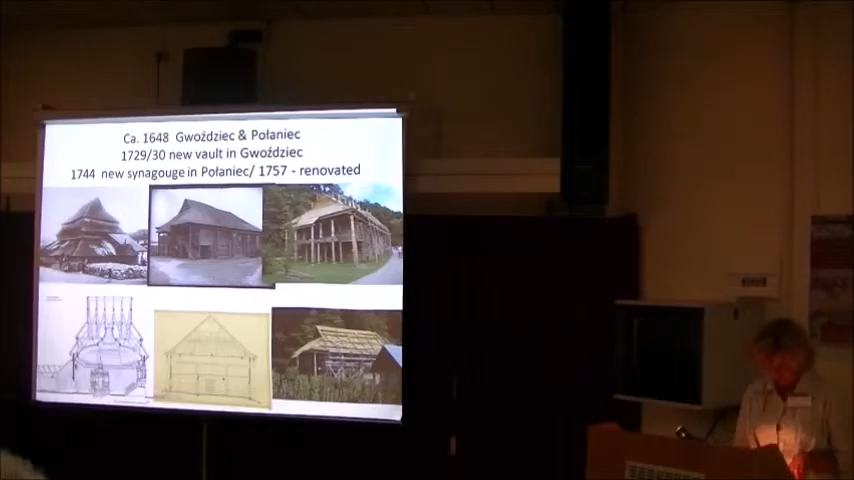 Ca. 1648 Gwoździec & Połaniec
1729/30 new vault in Gwoździec
1744 new synagouge in Połaniec/ 1757 - renovated